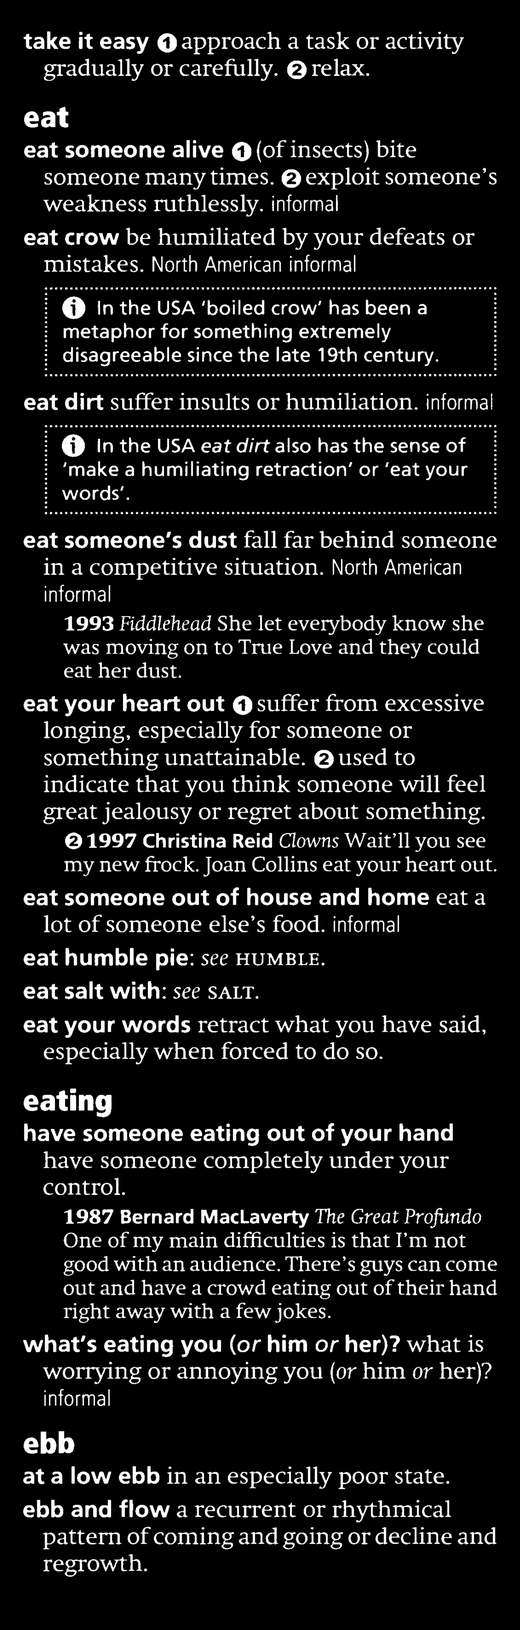 take it easy ❶ approach a task or activity
gradually or carefully. ❷ relax.
eat
eat someone alive ❶ (of insects) bite
someone many times. ❷ exploit someone's
weakness ruthlessly. informal
eat crow be humiliated by your defeats or
mistakes. North American informal
ⓘ In the USA 'boiled crow' has been a
metaphor for something extremely
disagreeable since the late 19th century.
eat dirt suffer insults or humiliation. informal
ⓘ In the USA eat dirt also has the sense of
'make a humiliating retraction' or 'eat your
words'.
eat someone's dust fall far behind someone
in a competitive situation. North American
informal
1993 Fiddlehead She let everybody know she
was moving on to True Love and they could
eat her dust.
eat your heart out ❶ suffer from excessive
longing, especially for someone or
something unattainable. ❷ used to
indicate that you think someone will feel
great jealousy or regret about something.
❷ 1997 Christina Reid Clowns Wait'll you see
my new frock. Joan Collins eat your heart out.
eat someone out of house and home eat a
lot of someone else's food. informal
eat humble pie: see HUMBLE.
eat salt with: see SALT.
eat your words retract what you have said,
especially when forced to do so.
eating
have someone eating out of your hand
have someone completely under your
control.
1987 Bernard MacLaverty The Great Profundo
One of my main difficulties is that I'm not
good with an audience. There's guys can come
out and have a crowd eating out of their hand
right away with a few jokes.
what's eating you (or him or her)? what is
worrying or annoying you (or him or her)?
informal
ebb
at a low ebb in an especially poor state.
ebb and flow a recurrent or rhythmical
pattern of coming and going or decline and
regrowth.